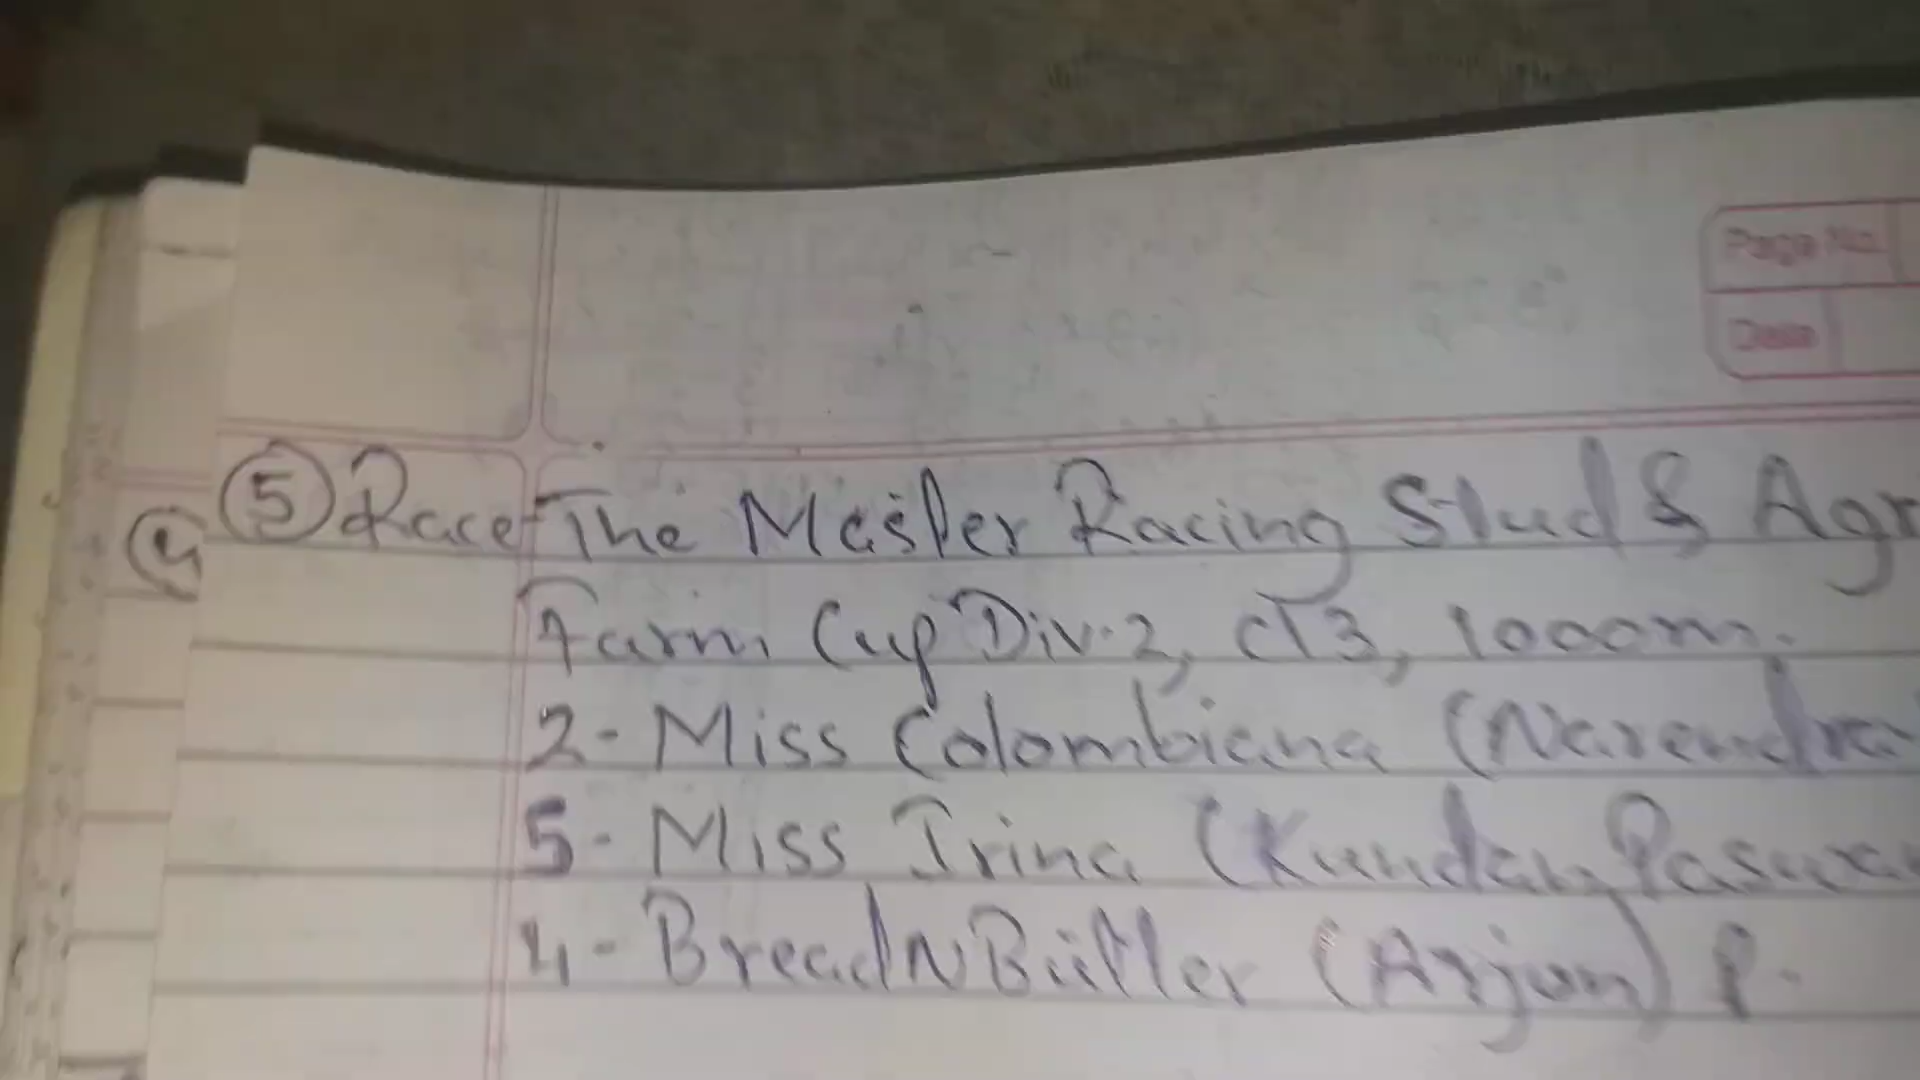 Page No.
Date
5 Race- The Master Racing Stud & Agr
4
Farm Cup Div-2, Cl 3, 1000m.
2- Miss Colombiana (Narendra
5- Miss Irina (Kundan Paswa
4- BreadNButter (Arjun) P.